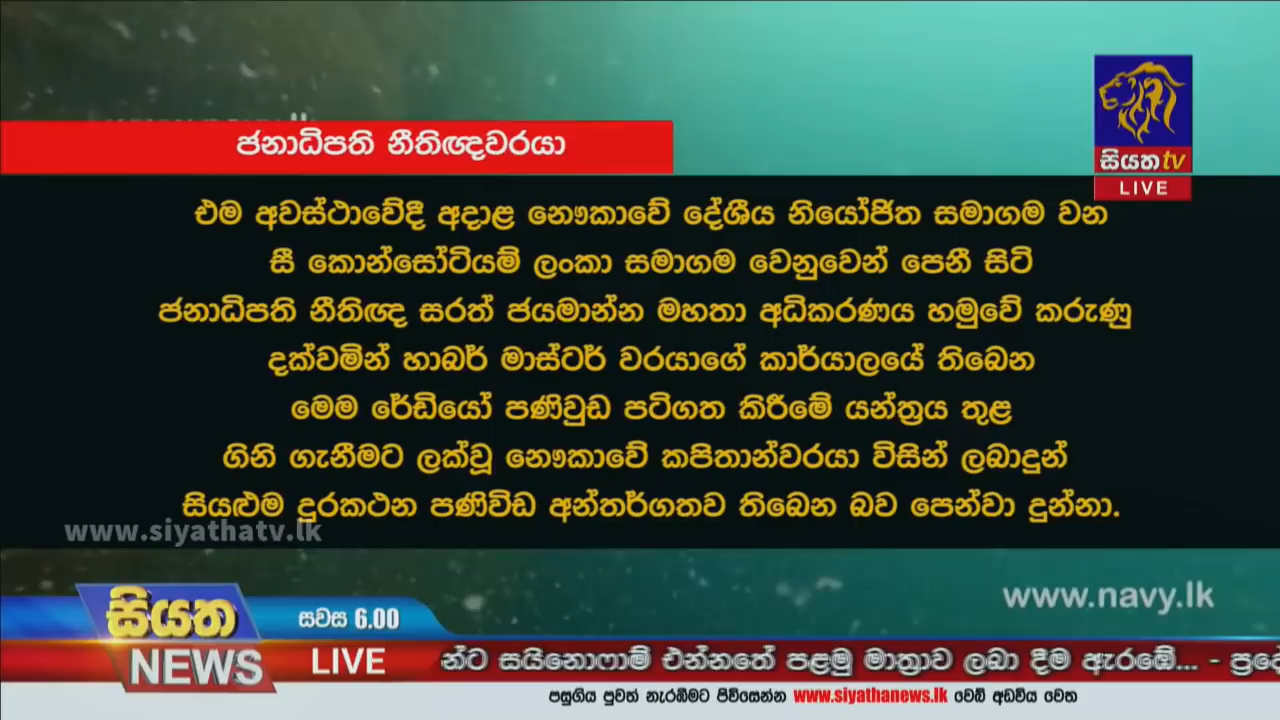 සියත tv
LIVE
ජනාධිපති නීතිඥවරයා
එම අවස්ථාවේදී අදාළ නෞකාවේ දේශීය නියෝජිත සමාගම වන
සී කොන්සෝටියම් ලංකා සමාගම වෙනුවෙන් පෙනී සිටි
ජනාධිපති නීතිඥ සරත් ජයමාන්න මහතා අධිකරණය හමුවේ කරුණු
දක්වමින් හාබර් මාස්ටර් වරයාගේ කාර්යාලයේ තිබෙන
මෙම රේඩියෝ පණිවුඩ පටිගත කිරීමේ යන්ත්‍රය තුළ
ගිනි ගැනීමට ලක්වූ නෞකාවේ කපිතාන්වරයා විසින් ලබාදුන්
සියළුම දුරකථන පණිවිඩ අන්තර්ගතව තිබෙන බව පෙන්වා දුන්නා.
www.siyathatv.lk
www.navy.lk
සියත
NEWS
සවස 6.00
LIVE
න්ට සයිනොෆාම් එන්නතේ පළමු මාත්‍රාව ලබා දීම ඇරඹේ... - ප්‍රදේ
පසුගිය පුවත් නැරඹීමට පිවිසෙන්න www.siyathanews.lk වෙබ් අඩවිය වෙත